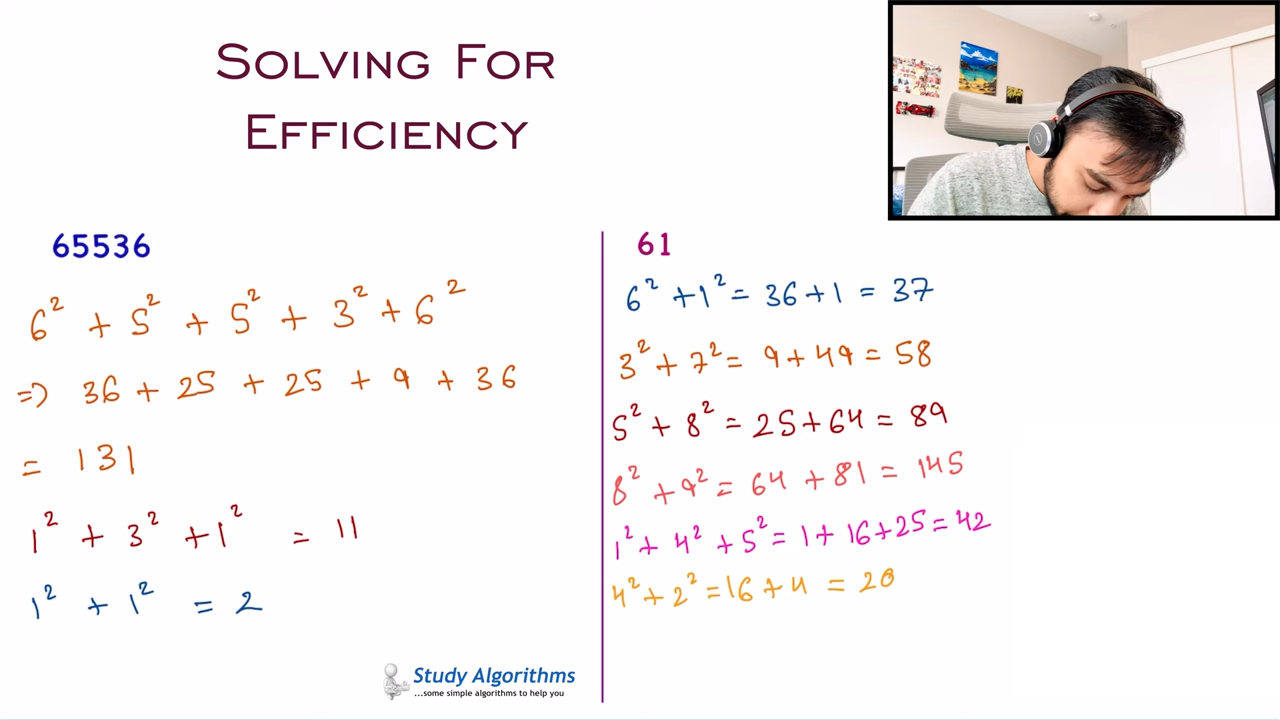 SOLVING FOR
EFFICIENCY
65536
6² + 5² + 5² + 3² + 6²
=> 36 + 25 + 25 + 9 + 36
= 131
1² + 3² + 1² = 11
1² + 1² = 2
61
6² + 1² = 36 + 1 = 37
3² + 7² = 9 + 49 = 58
5² + 8² = 25 + 64 = 89
8² + 9² = 64 + 81 = 145
1² + 4² + 5² = 1 + 16 + 25 = 42
4² + 2² = 16 + 4 = 20
Study Algorithms
...some simple algorithms to help you